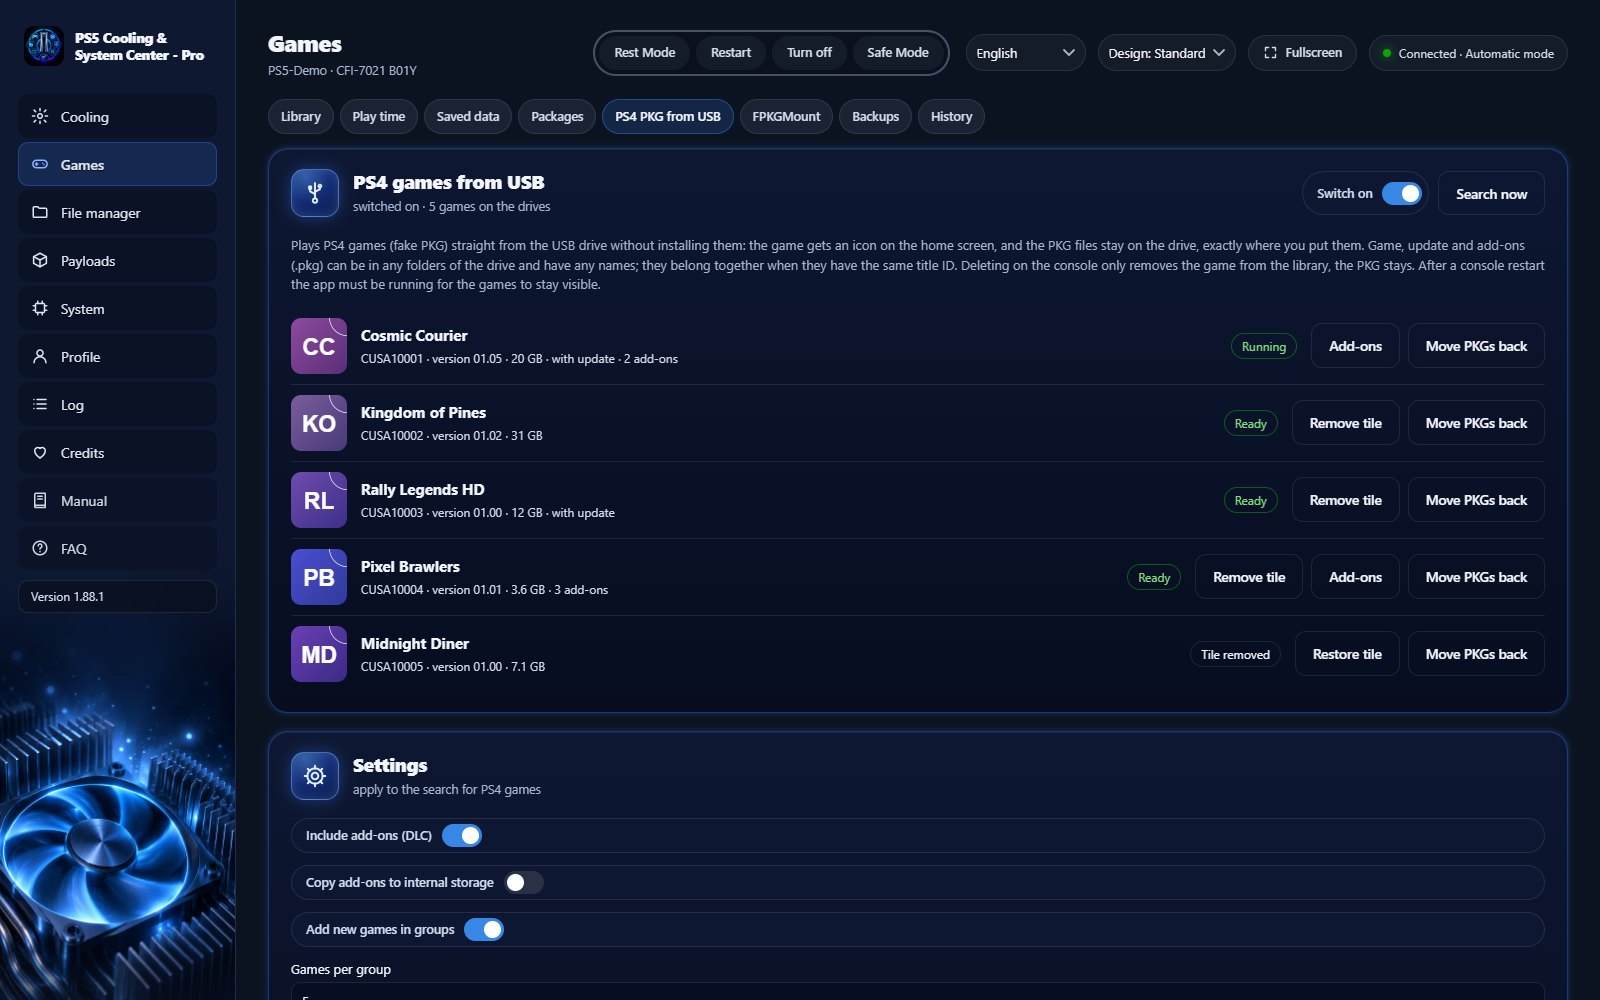 PS5 Cooling &
System Center - Pro
Cooling
Games
File manager
Payloads
System
Profile
Log
Credits
Manual
FAQ
Version 1.88.1
Games
PS5-Demo · CFI-7021 B01Y
Rest Mode
Restart
Turn off
Safe Mode
English
Design: Standard
Fullscreen
Connected · Automatic mode
Library
Play time
Saved data
Packages
PS4 PKG from USB
FPKGMount
Backups
History
PS4 games from USB
switched on · 5 games on the drives
Switch on
Search now
Plays PS4 games (fake PKG) straight from the USB drive without installing them: the game gets an icon on the home screen, and the PKG files stay on the drive, exactly where you put them. Game, update and add-ons
(.pkg) can be in any folders of the drive and have any names; they belong together when they have the same title ID. Deleting on the console only removes the game from the library, the PKG stays. After a console restart
the app must be running for the games to stay visible.
CC
Cosmic Courier
CUSA10001 · version 01.05 · 20 GB · with update · 2 add-ons
Running
Add-ons
Move PKGs back
KO
Kingdom of Pines
CUSA10002 · version 01.02 · 31 GB
Ready
Remove tile
Move PKGs back
RL
Rally Legends HD
CUSA10003 · version 01.00 · 12 GB · with update
Ready
Remove tile
Move PKGs back
PB
Pixel Brawlers
CUSA10004 · version 01.01 · 3.6 GB · 3 add-ons
Ready
Remove tile
Add-ons
Move PKGs back
MD
Midnight Diner
CUSA10005 · version 01.00 · 7.1 GB
Tile removed
Restore tile
Move PKGs back
Settings
apply to the search for PS4 games
Include add-ons (DLC)
Copy add-ons to internal storage
Add new games in groups
Games per group